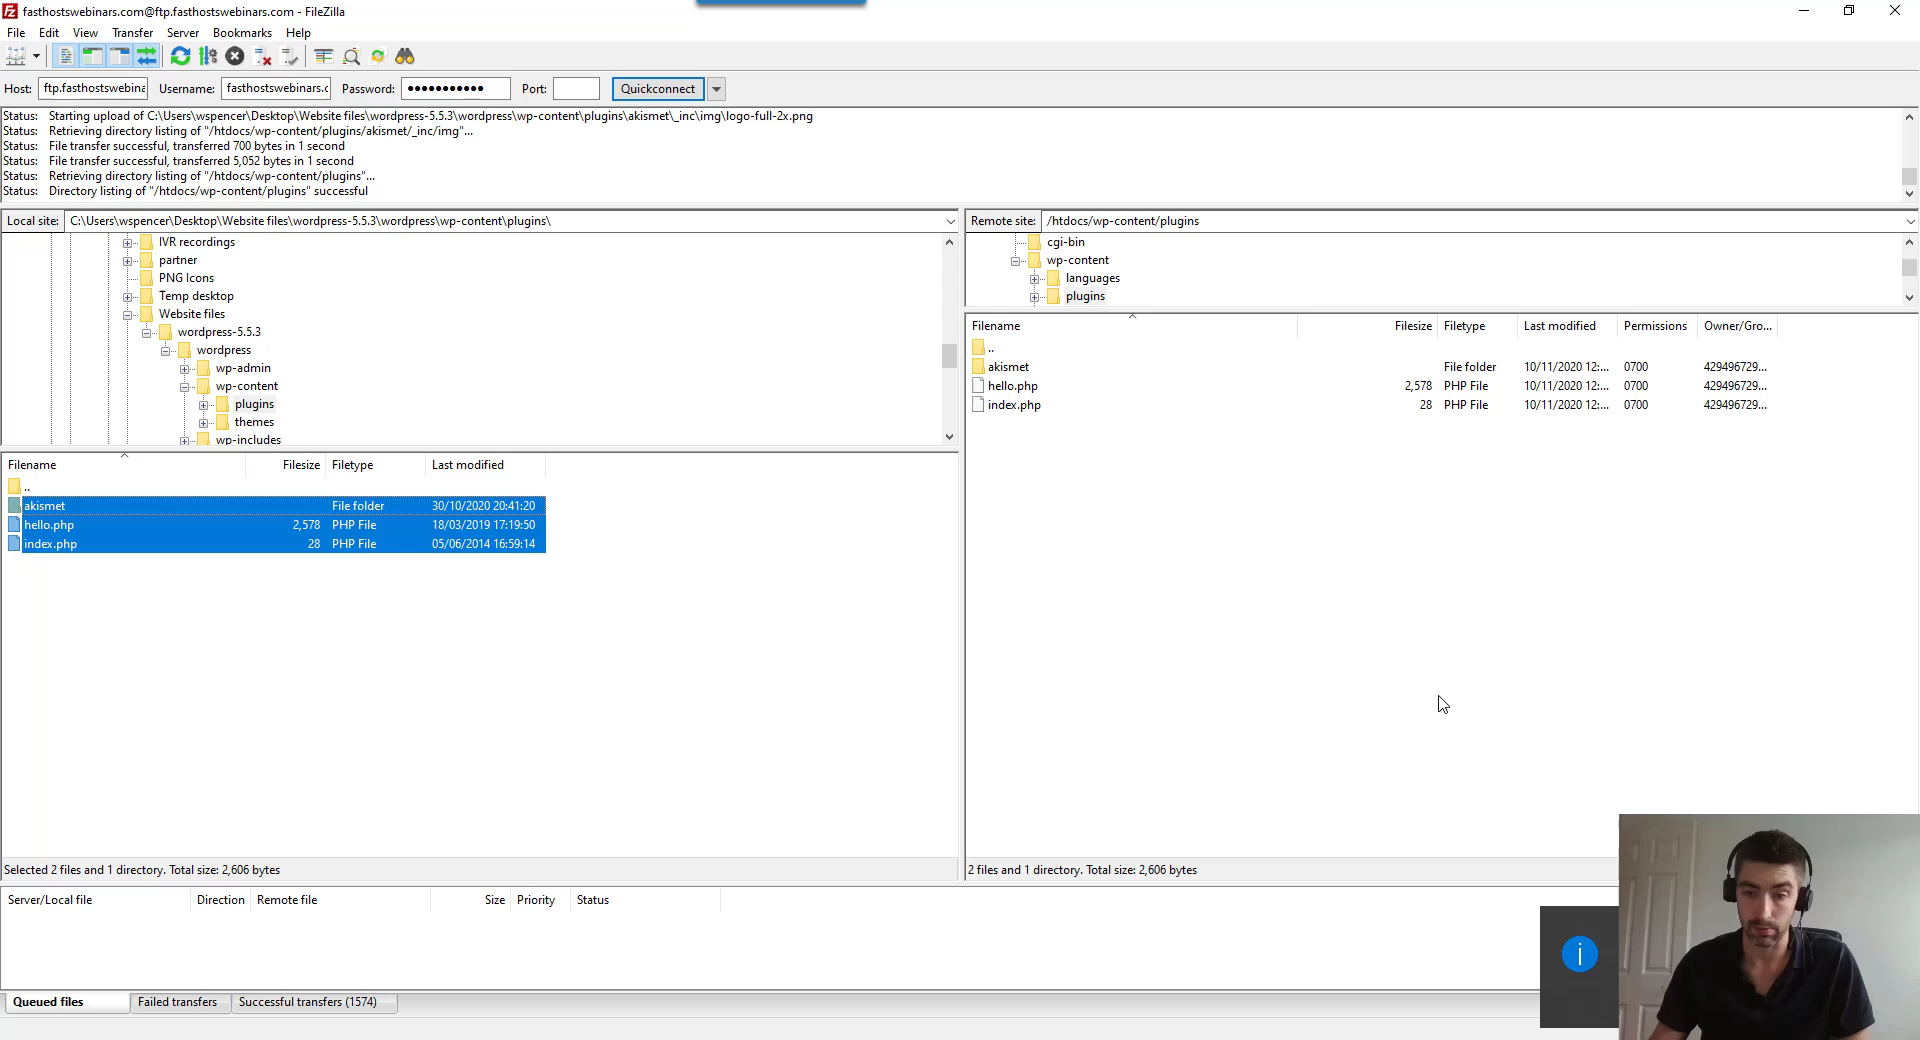 fasthostswebinars.com@ftp.fasthostswebinars.com - FileZilla
File Edit View Transfer Server Bookmarks Help
Host: ftp.fasthostswebina Username: fasthostswebinars.c Password: ●●●●●●●●●●● Port: Quickconnect
Status: Starting upload of C:\Users\wspencer\Desktop\Website files\wordpress-5.5.3\wordpress\wp-content\plugins\akismet\_inc\img\logo-full-2x.png
Status: Retrieving directory listing of "/htdocs/wp-content/plugins/akismet/_inc/img"...
Status: File transfer successful, transferred 700 bytes in 1 second
Status: File transfer successful, transferred 5,052 bytes in 1 second
Status: Retrieving directory listing of "/htdocs/wp-content/plugins"...
Status: Directory listing of "/htdocs/wp-content/plugins" successful
Local site: C:\Users\wspencer\Desktop\Website files\wordpress-5.5.3\wordpress\wp-content\plugins\
IVR recordings
partner
PNG Icons
Temp desktop
Website files
wordpress-5.5.3
wordpress
wp-admin
wp-content
plugins
themes
wp-includes
Filename Filesize Filetype Last modified
..
akismet File folder 30/10/2020 20:41:20
hello.php 2,578 PHP File 18/03/2019 17:19:50
index.php 28 PHP File 05/06/2014 16:59:14
Selected 2 files and 1 directory. Total size: 2,606 bytes
Remote site: /htdocs/wp-content/plugins
cgi-bin
wp-content
languages
plugins
Filename Filesize Filetype Last modified Permissions Owner/Gro...
..
akismet File folder 10/11/2020 12:... 0700 429496729...
hello.php 2,578 PHP File 10/11/2020 12:... 0700 429496729...
index.php 28 PHP File 10/11/2020 12:... 0700 429496729...
2 files and 1 directory. Total size: 2,606 bytes
Server/Local file Direction Remote file Size Priority Status
Queued files Failed transfers Successful transfers (1574)